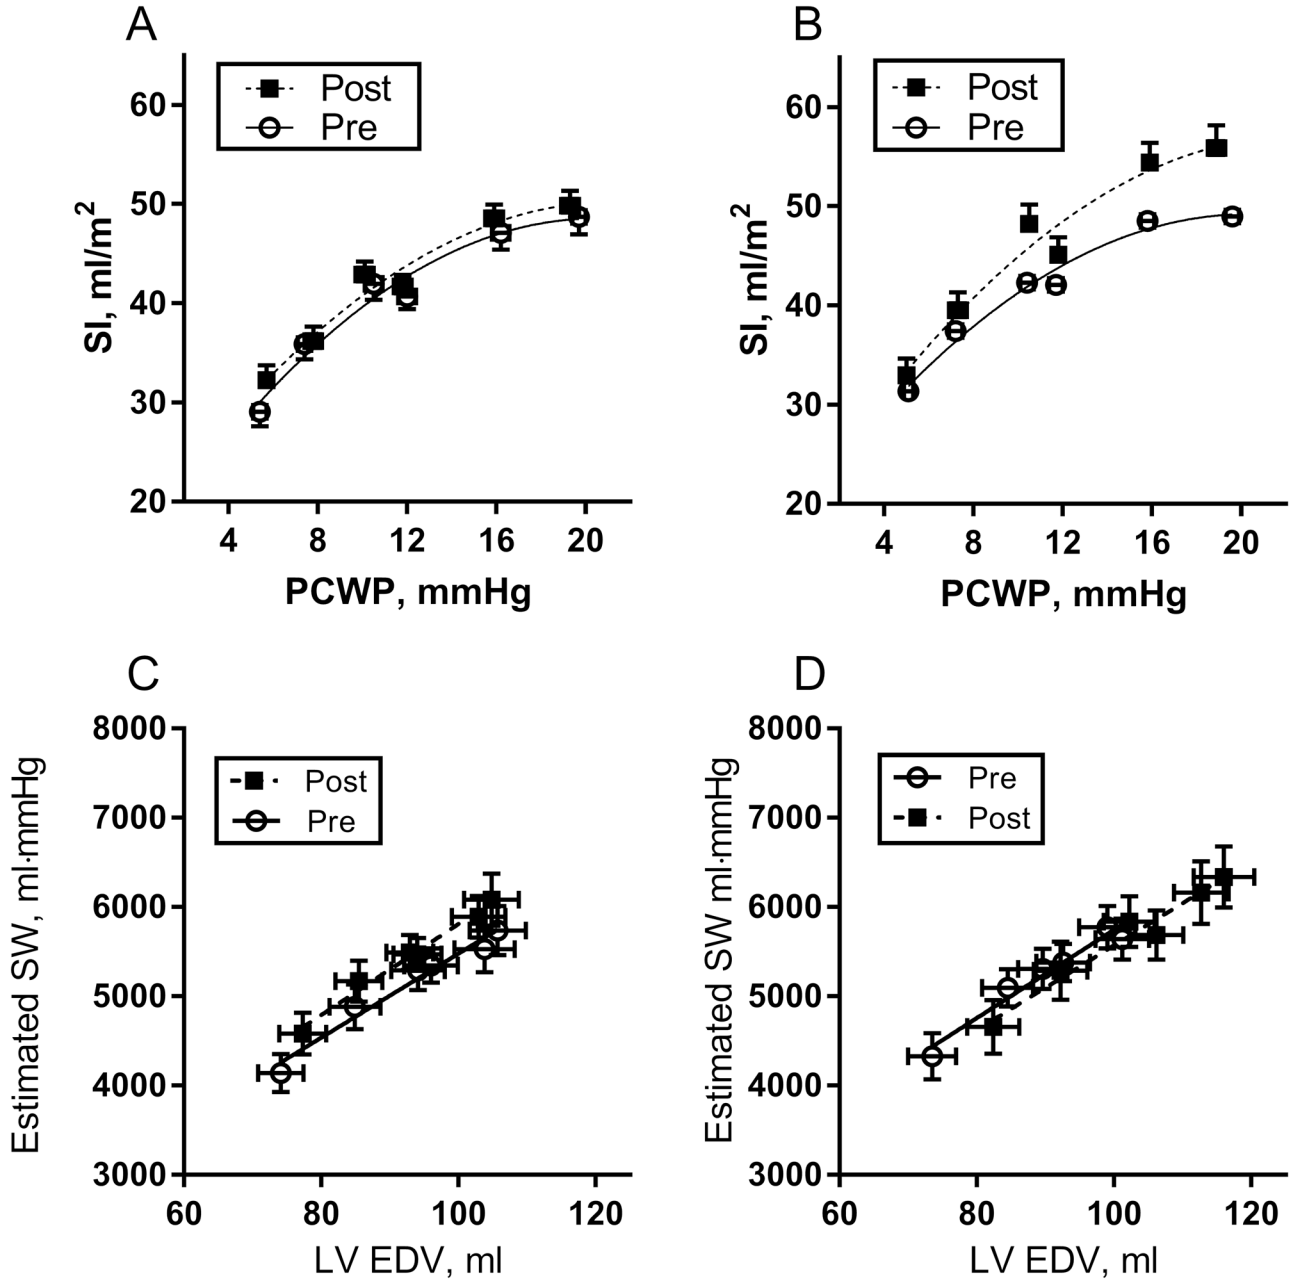 A
Post
Pre
60
50
40
30
20
4 8 12 16 20
SI, ml/m²
PCWP, mmHg
B
Post
Pre
60
50
40
30
20
4 8 12 16 20
SI, ml/m²
PCWP, mmHg
C
Post
Pre
8000
7000
6000
5000
4000
3000
60 80 100 120
Estimated SW, ml·mmHg
LV EDV, ml
D
Pre
Post
8000
7000
6000
5000
4000
3000
60 80 100 120
Estimated SW ml·mmHg
LV EDV, ml